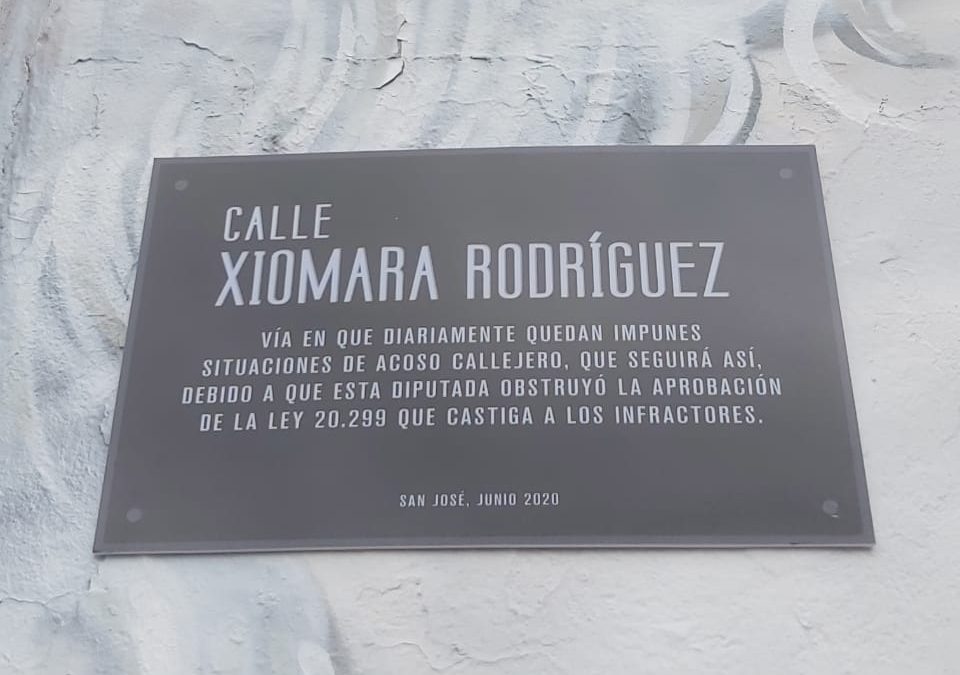 CALLE
XIOMARA RODRÍGUEZ
VÍA EN QUE DIARIAMENTE QUEDAN IMPUNES
SITUACIONES DE ACOSO CALLEJERO, QUE SEGUIRÁ ASÍ,
DEBIDO A QUE ESTA DIPUTADA OBSTRUYÓ LA APROBACIÓN
DE LA LEY 20.299 QUE CASTIGA A LOS INFRACTORES.
SAN JOSÉ, JUNIO 2020